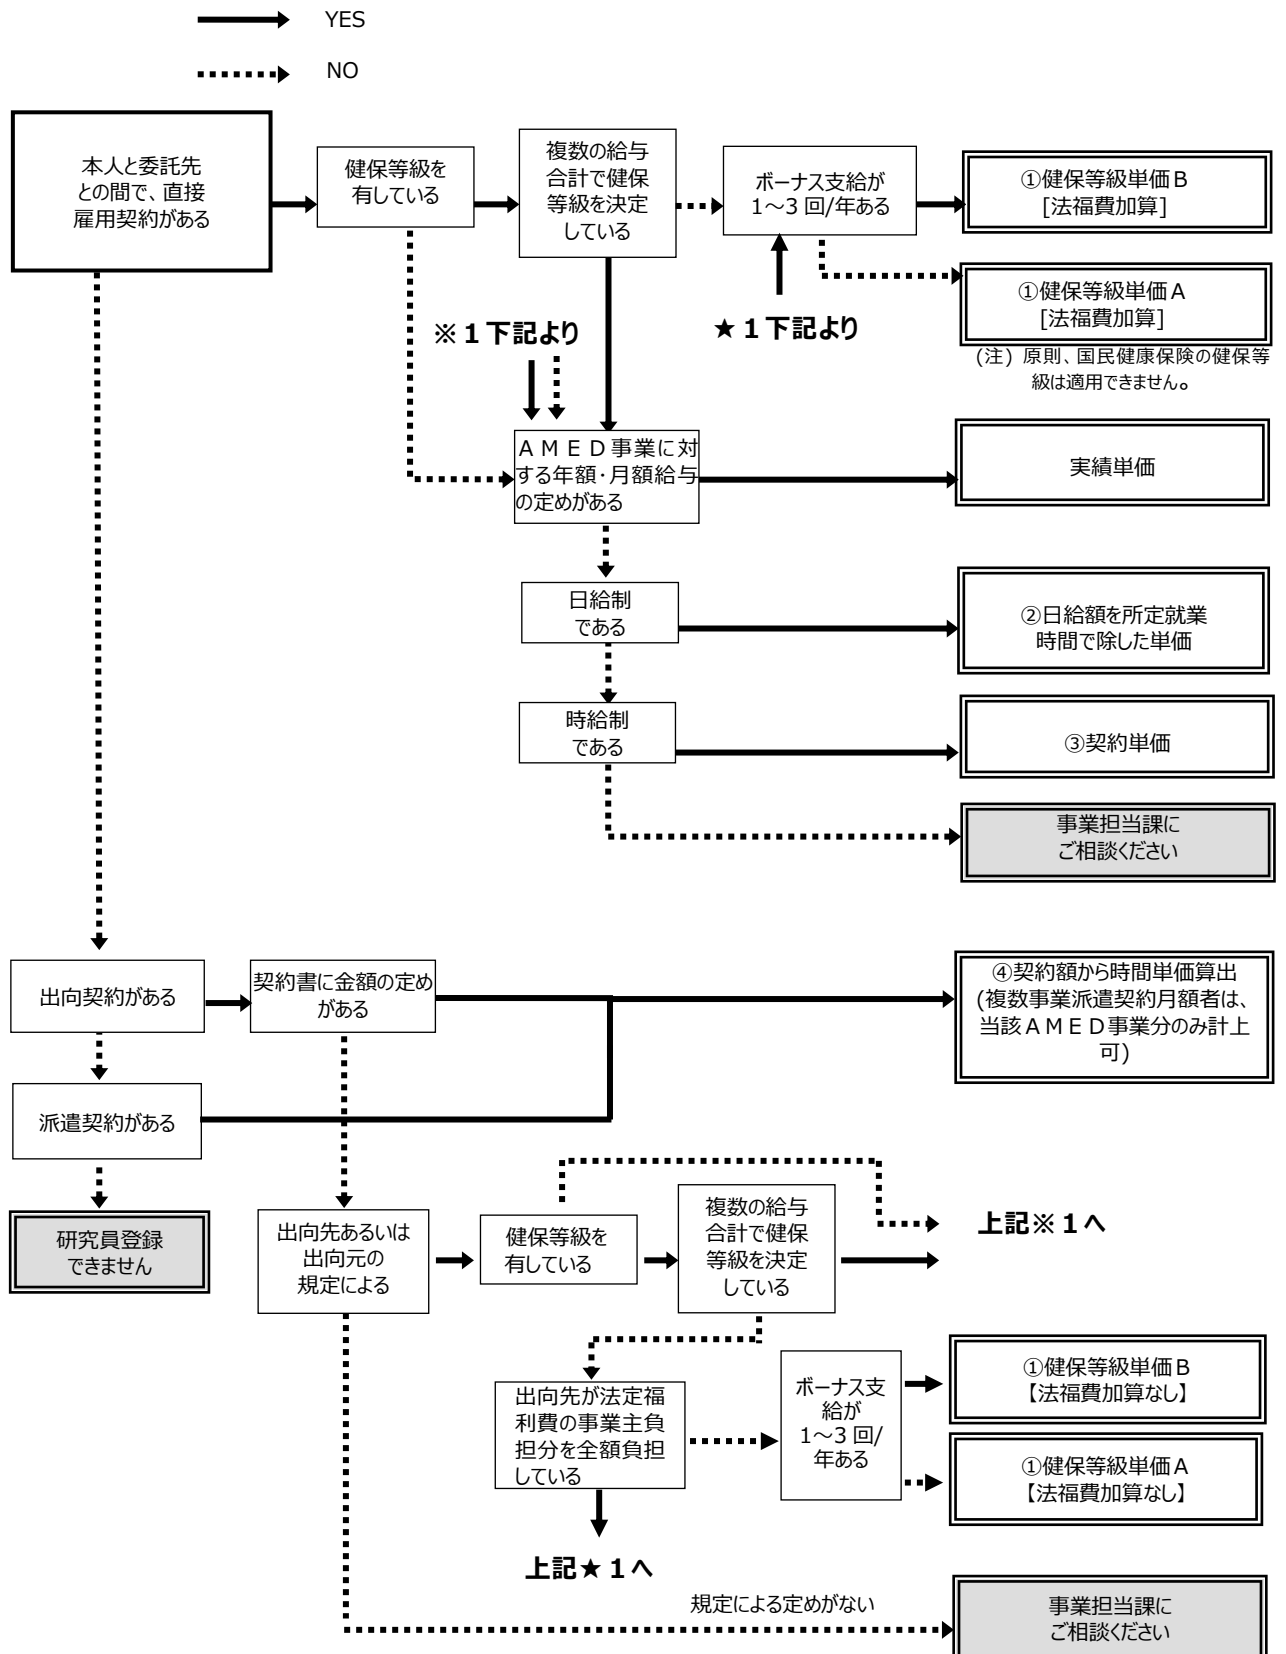 YES
NO
本人と委託先
との間で、直接
雇用契約がある
健保等級を
有している
複数の給与
合計で健保
等級を決定
している
ボーナス支給が
1～3 回/年ある
①健保等級単価Ｂ
[法福費加算]
①健保等級単価Ａ
[法福費加算]
(注) 原則、国民健康保険の健保等
級は適用できません。
※１下記より
★１下記より
ＡＭＥＤ事業に対
する年額・月額給与
の定めがある
実績単価
日給制
である
②日給額を所定就業
時間で除した単価
時給制
である
③契約単価
事業担当課に
ご相談ください
出向契約がある
契約書に金額の定め
がある
④契約額から時間単価算出
(複数事業派遣契約月額者は、
当該ＡＭＥＤ事業分のみ計上
可)
派遣契約がある
研究員登録
できません
出向先あるいは
出向元の
規定による
健保等級を
有している
複数の給与
合計で健保
等級を決定
している
上記※１へ
出向先が法定福
利費の事業主負
担分を全額負担
している
ボーナス支
給が
1～3 回/
年ある
①健保等級単価Ｂ
【法福費加算なし】
①健保等級単価Ａ
【法福費加算なし】
上記★１へ
規定による定めがない
事業担当課に
ご相談ください